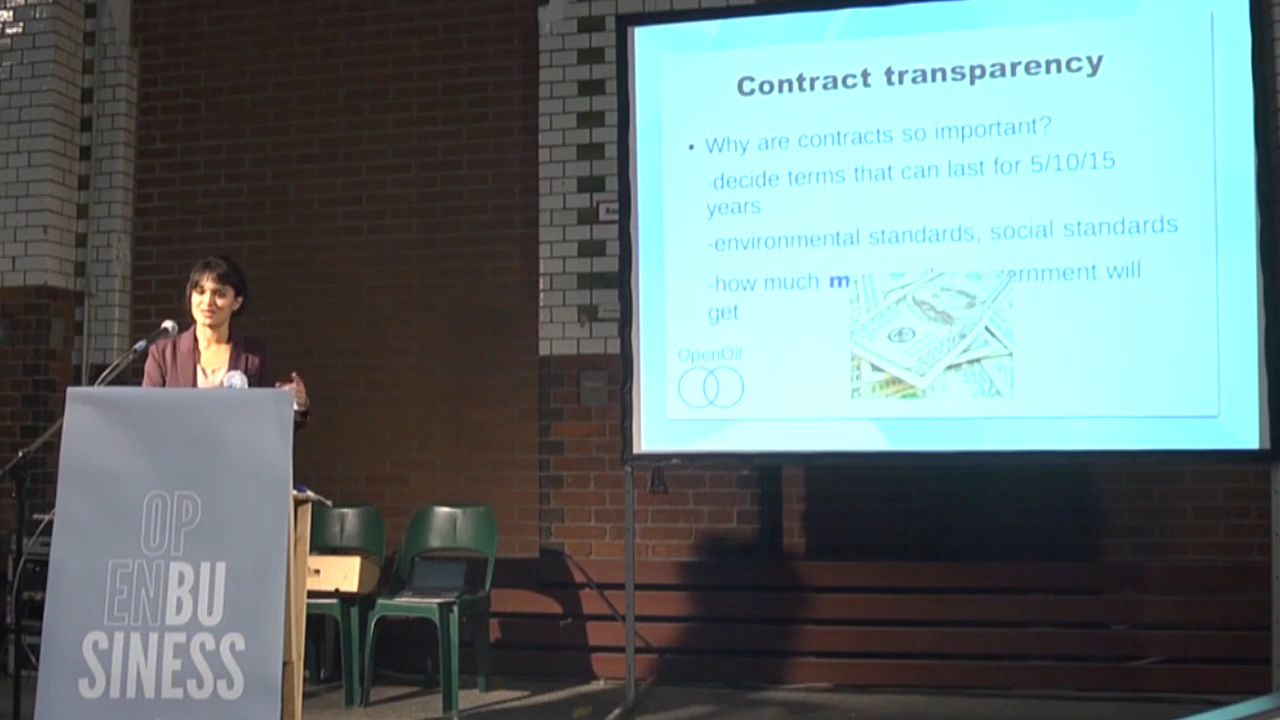 Contract transparency
• Why are contracts so important?
-decide terms that can last for 5/10/15
years
-environmental standards, social standards
-how much m ernment will
get
OpenOil
OP
ENBU
SINESS